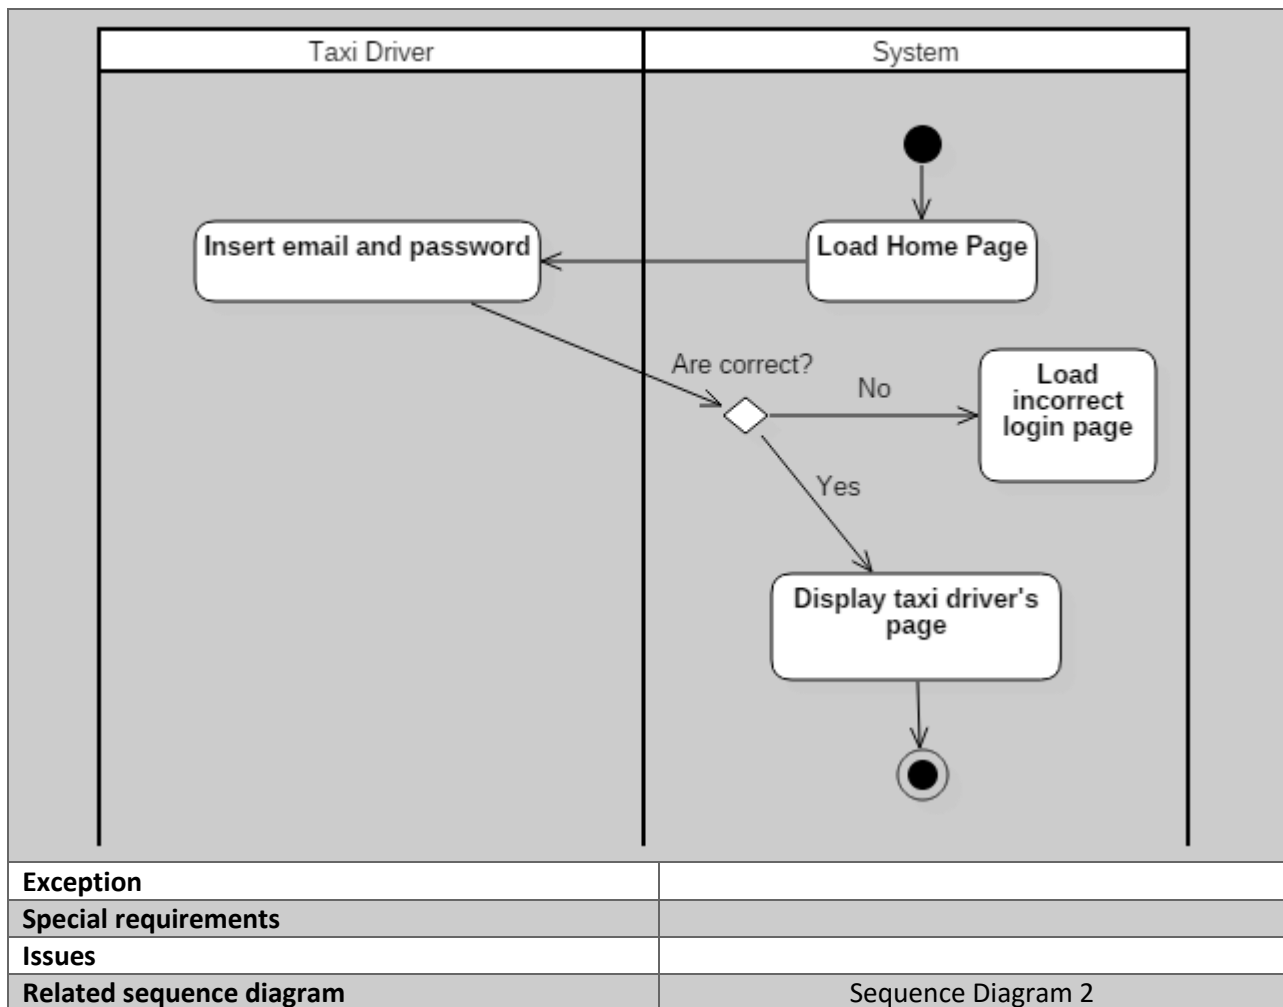 Taxi Driver
System
Insert email and password
Load Home Page
Are correct?
No
Load
incorrect
login page
Yes
Display taxi driver's
page
Exception
Special requirements
Issues
Related sequence diagram
Sequence Diagram 2